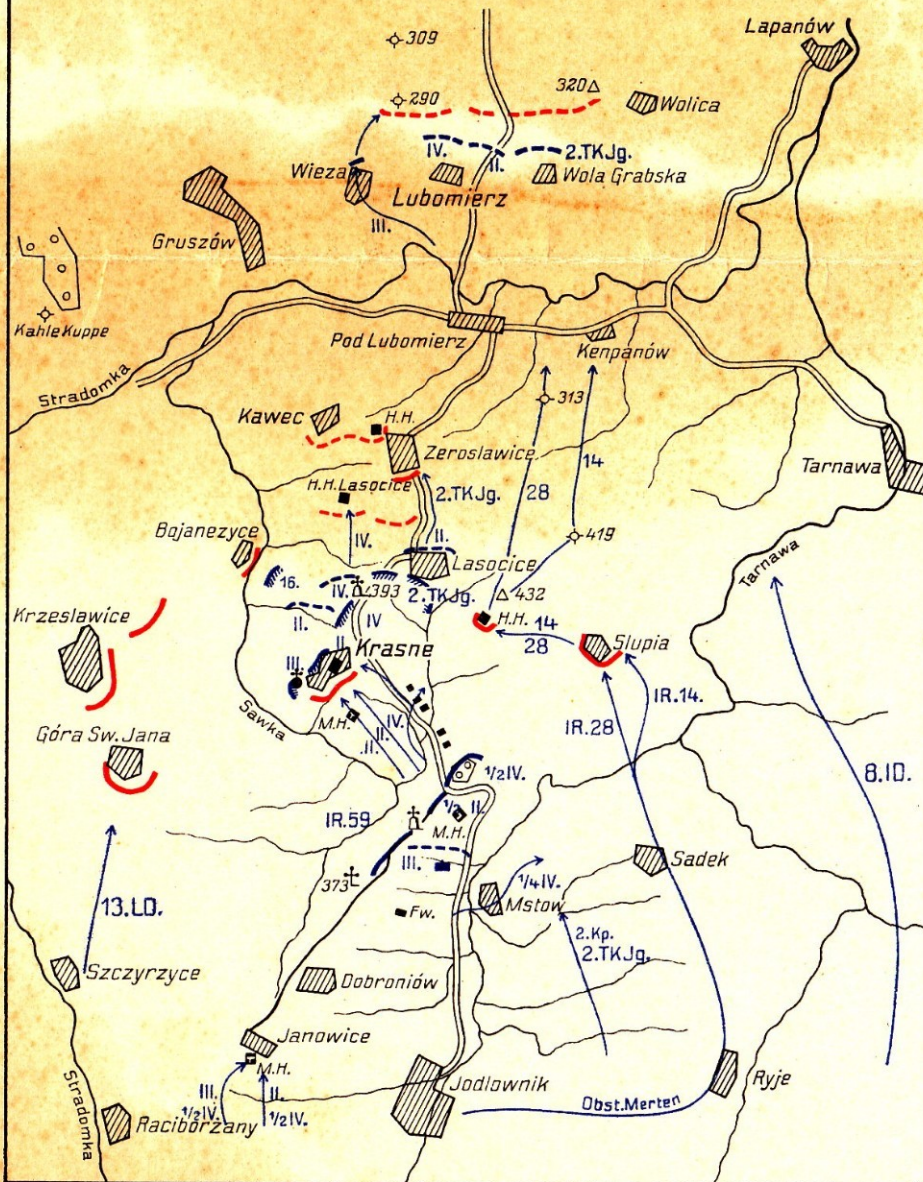 Lapanów
309
320
290
Wolica
IV.
II.
2.TKJg.
Wieza
Wola Grabska
Lubomierz
III.
Gruszów
Kahle Kuppe
Pod Lubomierz
Kenpanów
Stradomka
313
Kawec
H.H.
Zeroslawice
14
Tarnawa
H.H.Lasocice
2.TKJg.
28
IV.
II.
419
Bojanezyce
Lasocice
Tarnawa
16.
IV.
393
2.TKJg.
432
II.
IV
H.H.
14
Krzeslawice
II
Krasne
28
Slupia
III.
IR.14.
Sawka
M.H.
IV.
II.
II.
IR.28
Góra Sw. Jana
8.ID.
1/2 IV.
IR.59
1/2 II.
M.H.
III.
Sadek
373
1/4 IV.
13.LD.
Fw.
Mstow
2.Kp.
2.TKJg.
Szczyrzyce
Dobroniów
Janowice
M.H.
Ryje
Jodlownik
III.
II.
1/2 IV.
1/2 IV.
Obst.Merten
Stradomka
Raciborzany